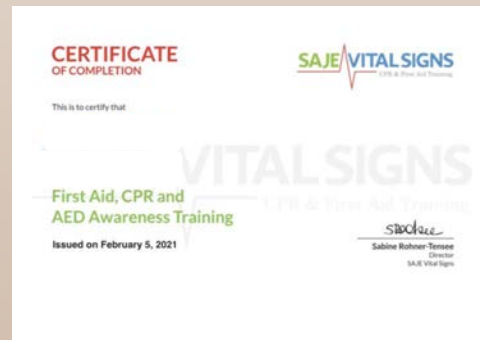 CERTIFICATE
OF COMPLETION
SAJE VITAL SIGNS
CPR & First Aid Training
This is to certify that
VITAL SIGNS
CPR & First Aid Training
First Aid, CPR and
AED Awareness Training
Issued on February 5, 2021
Sabine Rohner-Tensee
Director
SAJE Vital Signs